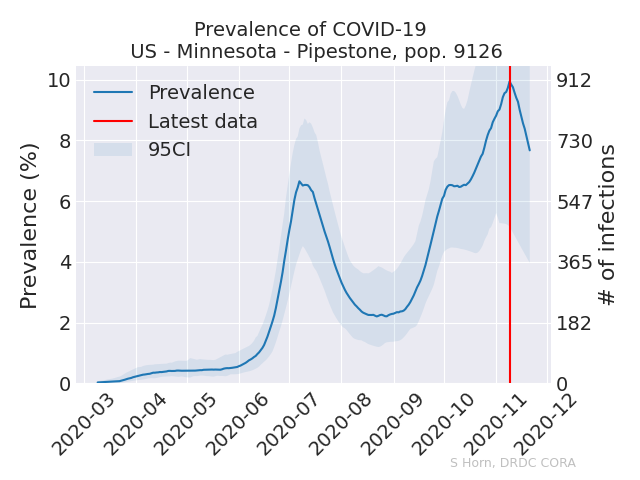 Prevalence of COVID-19
US - Minnesota - Pipestone, pop. 9126
Prevalence (%)
10
8
6
4
2
0
Prevalence
Latest data
95CI
912
730
547
365
182
0
# of infections
2020-03
2020-04
2020-05
2020-06
2020-07
2020-08
2020-09
2020-10
2020-11
2020-12
S Horn, DRDC CORA